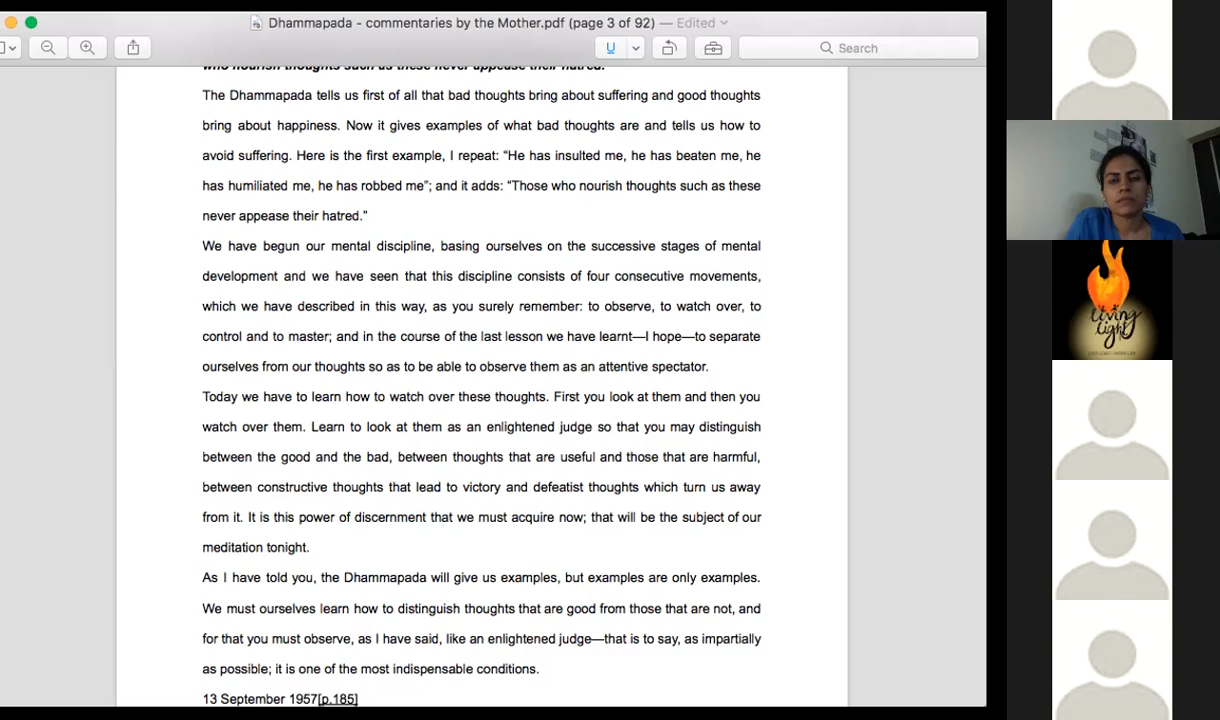 Dhammapada - commentaries by the Mother.pdf (page 3 of 92) — Edited
U
Search
who nourish thoughts such as these never appease their hatred.
The Dhammapada tells us first of all that bad thoughts bring about suffering and good thoughts
bring about happiness. Now it gives examples of what bad thoughts are and tells us how to
avoid suffering. Here is the first example, I repeat: “He has insulted me, he has beaten me, he
has humiliated me, he has robbed me”; and it adds: “Those who nourish thoughts such as these
never appease their hatred.”
We have begun our mental discipline, basing ourselves on the successive stages of mental
development and we have seen that this discipline consists of four consecutive movements,
which we have described in this way, as you surely remember: to observe, to watch over, to
control and to master; and in the course of the last lesson we have learnt—I hope—to separate
ourselves from our thoughts so as to be able to observe them as an attentive spectator.
Today we have to learn how to watch over these thoughts. First you look at them and then you
watch over them. Learn to look at them as an enlightened judge so that you may distinguish
between the good and the bad, between thoughts that are useful and those that are harmful,
between constructive thoughts that lead to victory and defeatist thoughts which turn us away
from it. It is this power of discernment that we must acquire now; that will be the subject of our
meditation tonight.
As I have told you, the Dhammapada will give us examples, but examples are only examples.
We must ourselves learn how to distinguish thoughts that are good from those that are not, and
for that you must observe, as I have said, like an enlightened judge—that is to say, as impartially
as possible; it is one of the most indispensable conditions.
13 September 1957[p.185]
living
light